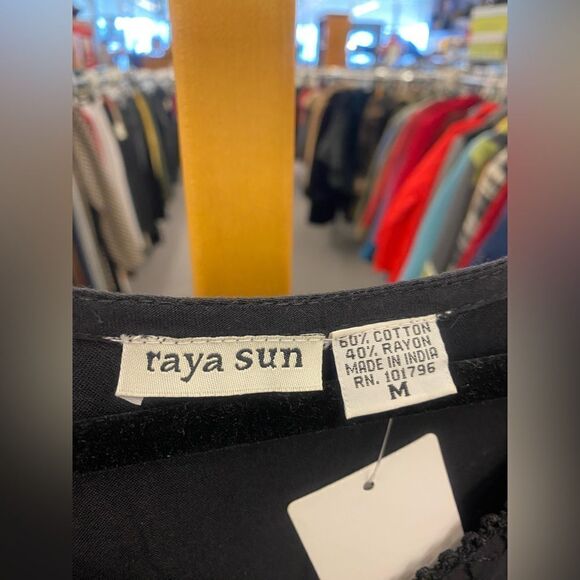 raya sun
60% COTTON
40% RAYON
MADE IN INDIA
RN. 101796
M